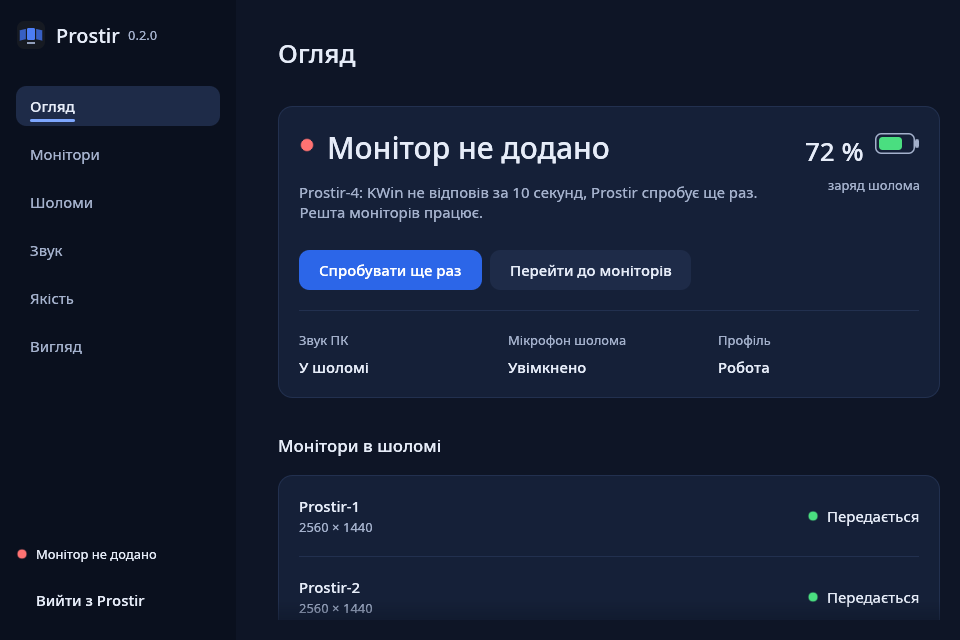 Prostir 0.2.0
Огляд
Монітори
Шоломи
Звук
Якість
Вигляд
Монітор не додано
Вийти з Prostir
Огляд
Монітор не додано
72 %
заряд шолома
Prostir-4: KWin не відповів за 10 секунд, Prostir спробує ще раз.
Решта моніторів працює.
Спробувати ще раз
Перейти до моніторів
Звук ПК
У шоломі
Мікрофон шолома
Увімкнено
Профіль
Робота
Монітори в шоломі
Prostir-1
2560 × 1440
Передається
Prostir-2
2560 × 1440
Передається